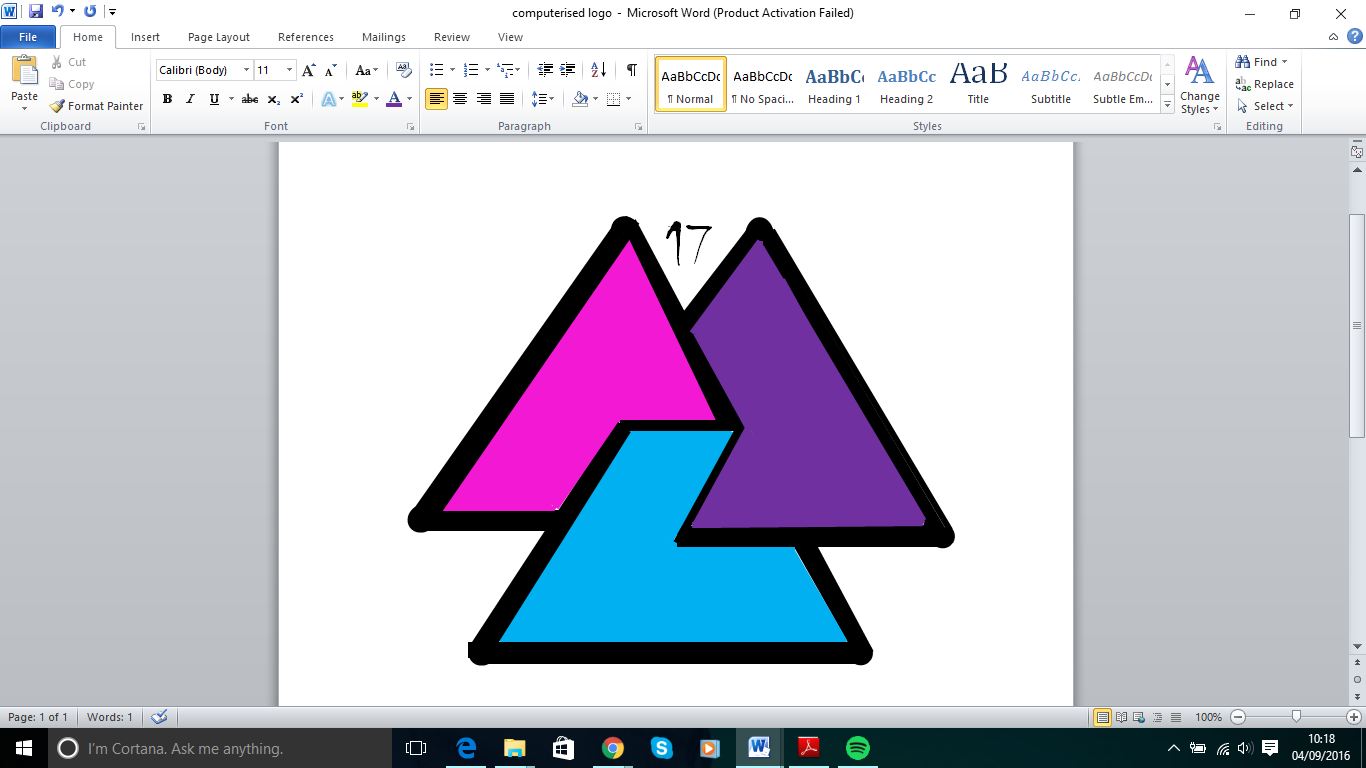 computerised logo - Microsoft Word (Product Activation Failed)
File Home Insert Page Layout References Mailings Review View
Paste
Cut
Copy
Format Painter
Clipboard
Calibri (Body) 11
Font
Paragraph
AaBbCcDc AaBbCcDc AaBbC AaBbCc AaB AaBbCc. AaBbCcDc
¶ Normal ¶ No Spaci... Heading 1 Heading 2 Title Subtitle Subtle Em...
Change
Styles
Styles
Find
Replace
Select
Editing
17
Page: 1 of 1 Words: 1 100%
I'm Cortana. Ask me anything.
10:18
04/09/2016